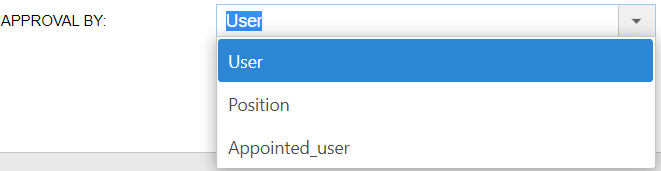 APPROVAL BY: User
User
Position
Appointed_user